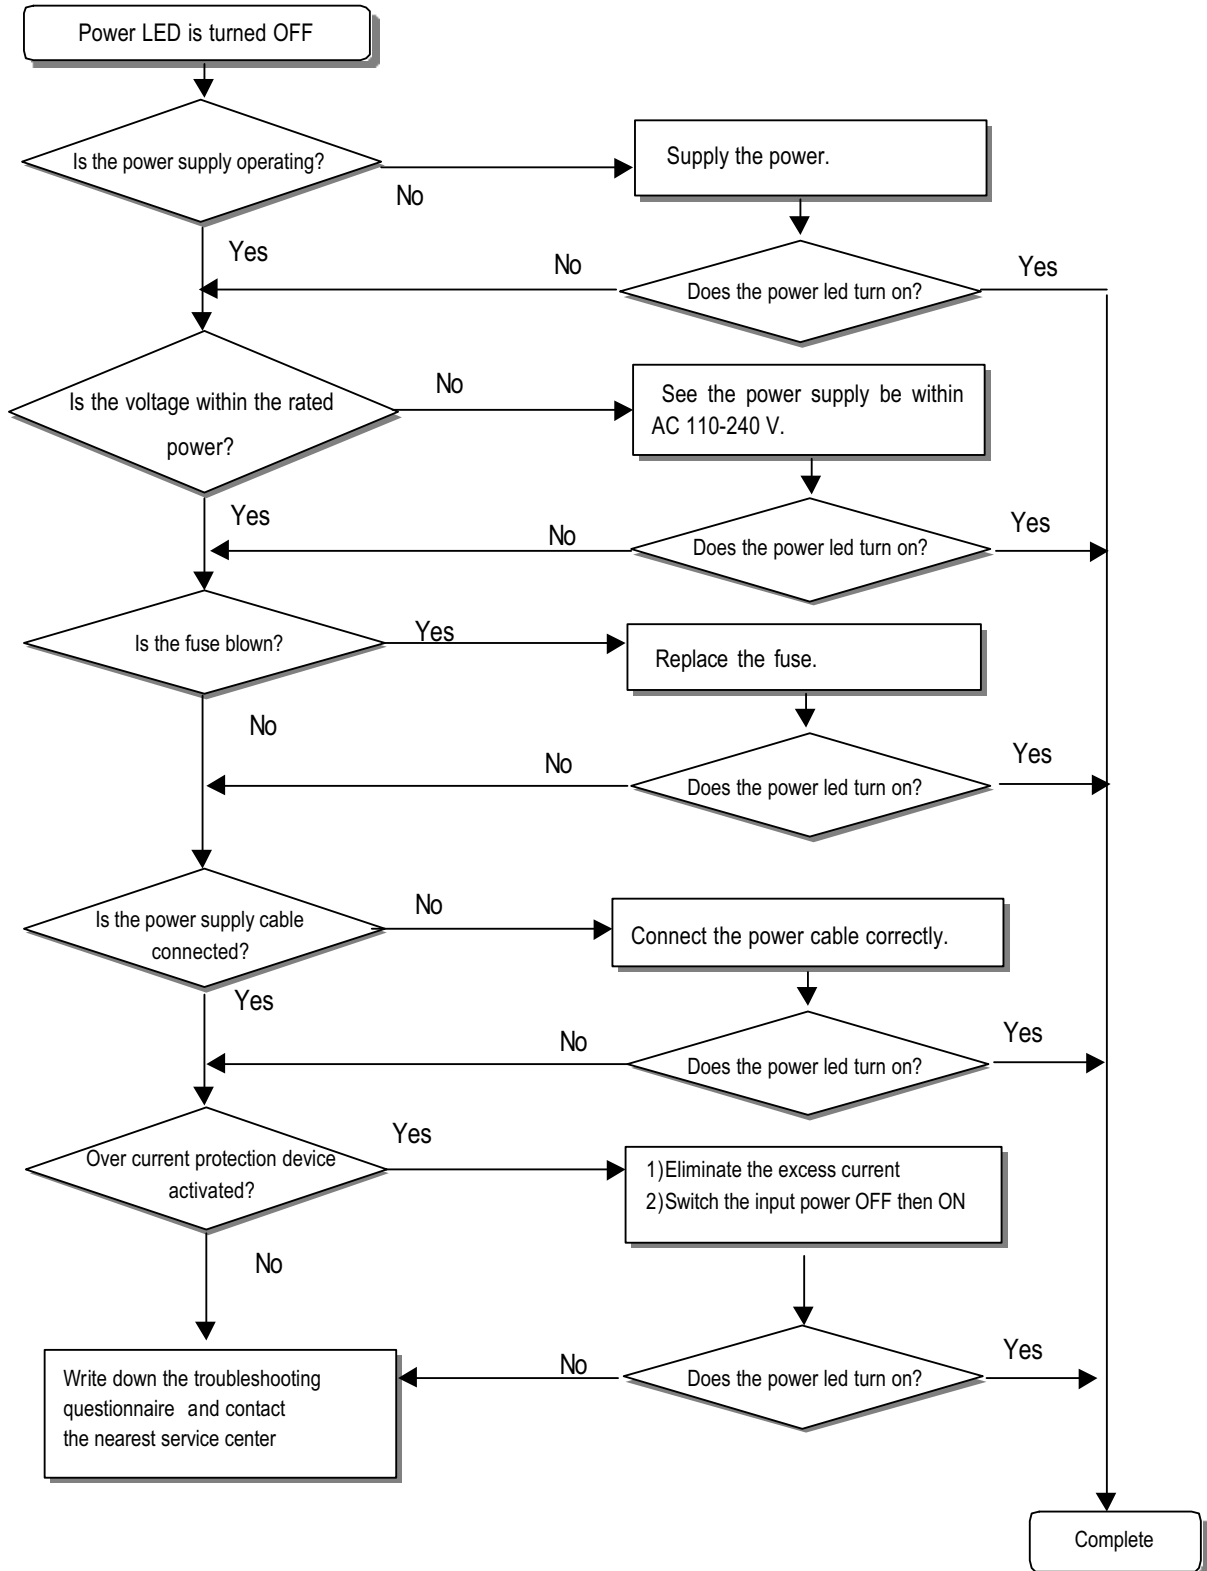 Power LED is turned OFF
Is the power supply operating?
No
Supply the power.
Yes
No
Does the power led turn on?
Yes
Is the voltage within the rated
power?
No
See the power supply be within
AC 110-240 V.
Yes
No
Does the power led turn on?
Yes
Is the fuse blown?
Yes
Replace the fuse.
No
No
Does the power led turn on?
Yes
Is the power supply cable
connected?
No
Connect the power cable correctly.
Yes
No
Does the power led turn on?
Yes
Over current protection device
activated?
Yes
1)Eliminate the excess current
2)Switch the input power OFF then ON
No
No
Does the power led turn on?
Yes
Write down the troubleshooting
questionnaire and contact
the nearest service center
Complete